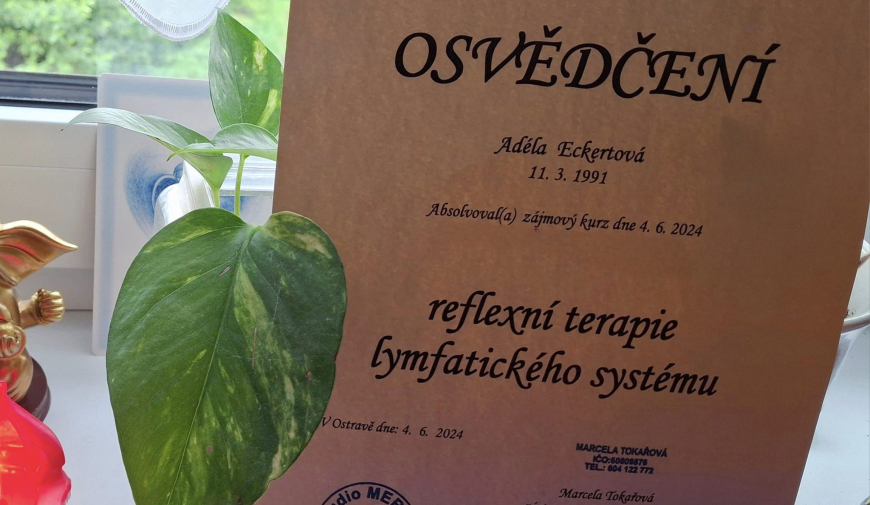 OSVĚDČENÍ
Adéla Eckertová
11. 3. 1991
Absolvoval(a) zájmový kurz dne 4. 6. 2024
reflexní terapie
lymfatického systému
V Ostravě dne: 4. 6. 2024
MARCELA TOKAŘOVÁ
TEL.: 604 122 772
Marcela Tokařová